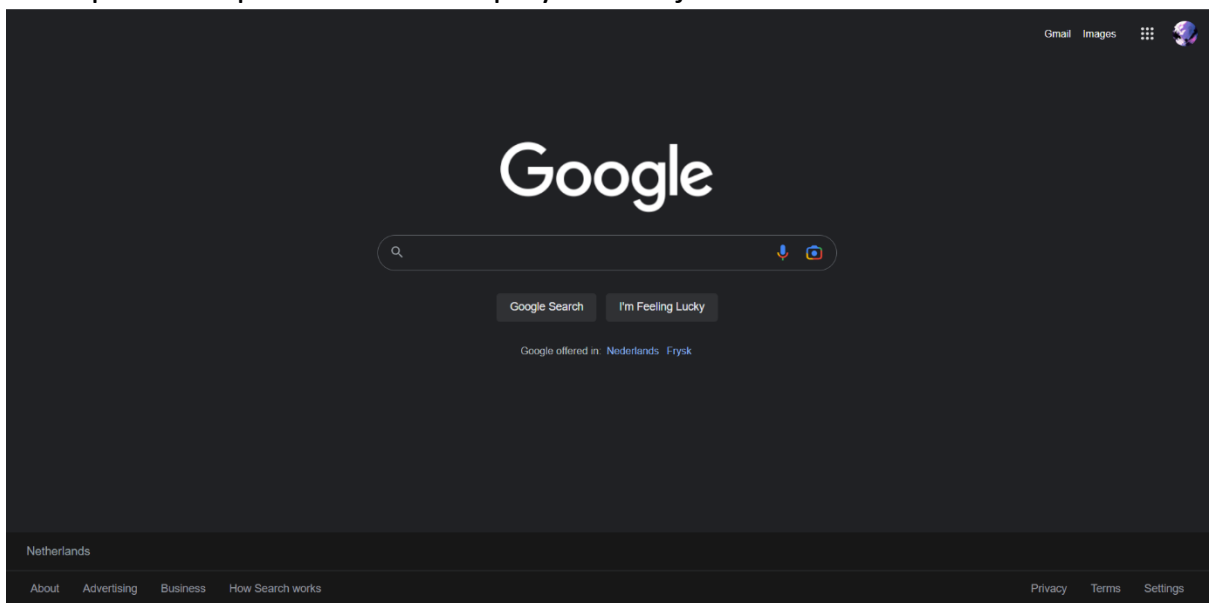 Gmail Images
Google
Google Search I'm Feeling Lucky
Google offered in: Nederlands Frysk
Netherlands
About Advertising Business How Search works Privacy Terms Settings